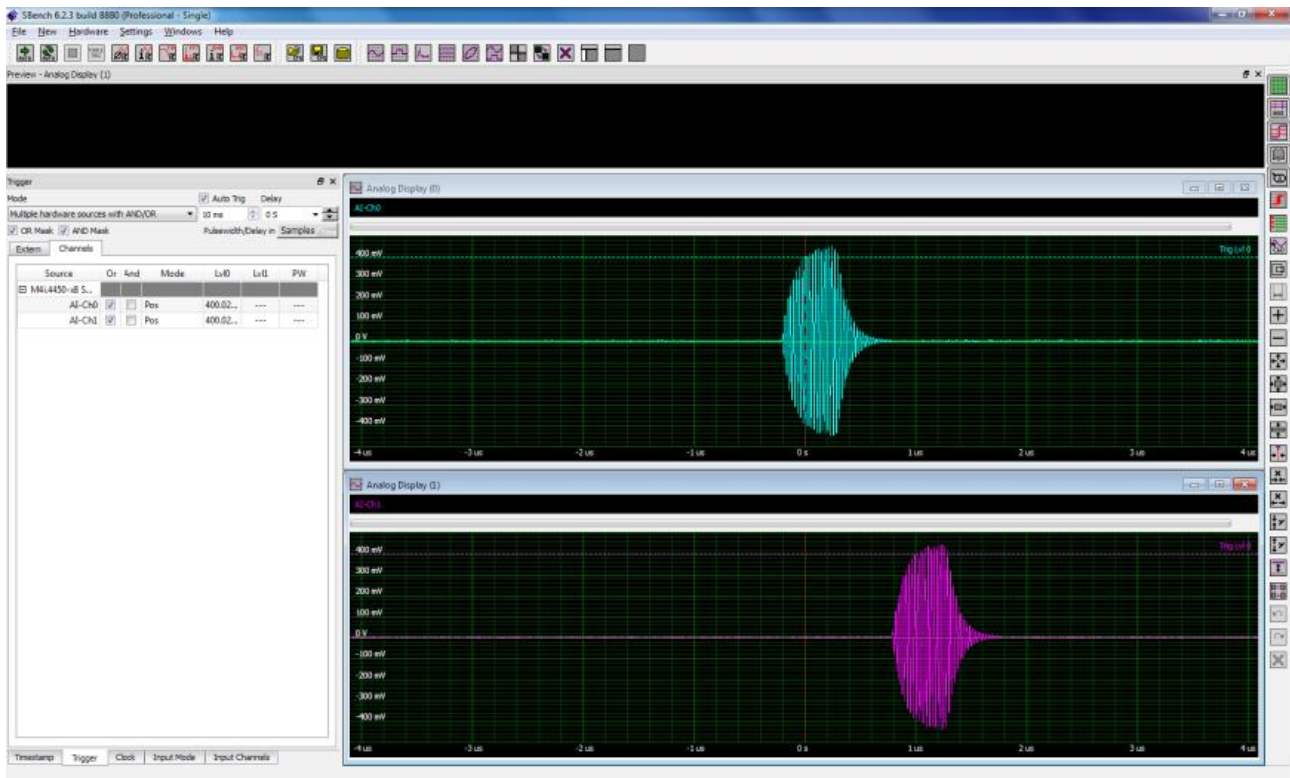 SBench 6.2.3 build 8880 (Professional - Single)
File New Hardware Settings Windows Help
Preview - Analog Display (1)
Trigger
Mode
Auto Trig Delay
Multiple hardware sources with AND/OR 10 ms 0 S
OR Mask AND Mask Pulsewidth/Delay in Samples
Extern Channels
Source Or And Mode Lvl0 Lvl1 PW
M4i.4450-x8 S...
AI-Ch0 Pos 400.02... --- ---
AI-Ch1 Pos 400.02... --- ---
Timestamp Trigger Clock Input Mode Input Channels
Analog Display (0)
AI-Ch0
400 mV
Trig Lvl 0
300 mV
200 mV
100 mV
0 V
-100 mV
-200 mV
-300 mV
-400 mV
-4 us -3 us -2 us -1 us 0 s 1 us 2 us 3 us 4 us
Analog Display (1)
AI-Ch1
400 mV
Trig Lvl 0
300 mV
200 mV
100 mV
0 V
-100 mV
-200 mV
-300 mV
-400 mV
-4 us -3 us -2 us -1 us 0 s 1 us 2 us 3 us 4 us